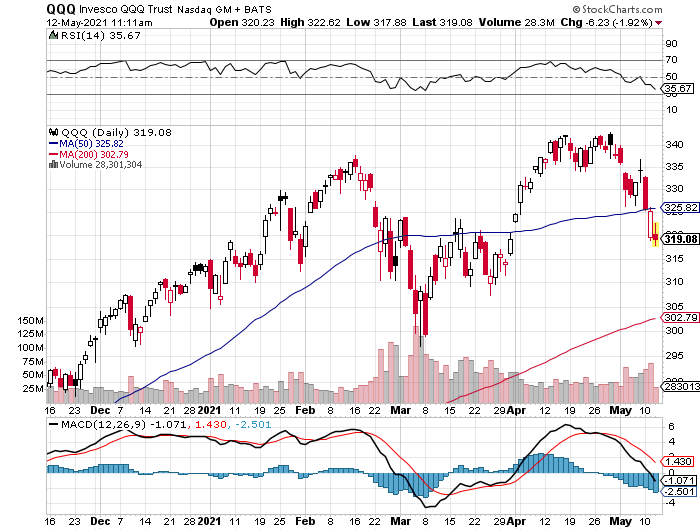 QQQ Invesco QQQ Trust Nasdaq GM + BATS © StockCharts.com
12-May-2021 11:11am Open 320.23 High 322.62 Low 317.88 Last 319.08 Volume 28.3M Chg -6.23 (-1.92%)
RSI(14) 35.67
90
70
50
35.67
30
10
QQQ (Daily) 319.08
MA(50) 325.82
MA(200) 302.79
Volume 28,301,304
340
335
330
325.82
320
319.08
315
310
305
302.79
300
295
290
285
150M
125M
100M
75M
50M
25M
28301304
16 23 Dec 7 14 21 28 2021 11 19 25 Feb 8 16 22 Mar 8 15 22 29 Apr 12 19 26 May 10
MACD(12,26,9) -1.071, 1.430, -2.501
6
4
2
1.430
0
-1.071
-2.501
-4
16 23 Dec 7 14 21 28 2021 11 19 25 Feb 8 16 22 Mar 8 15 22 29 Apr 12 19 26 May 10